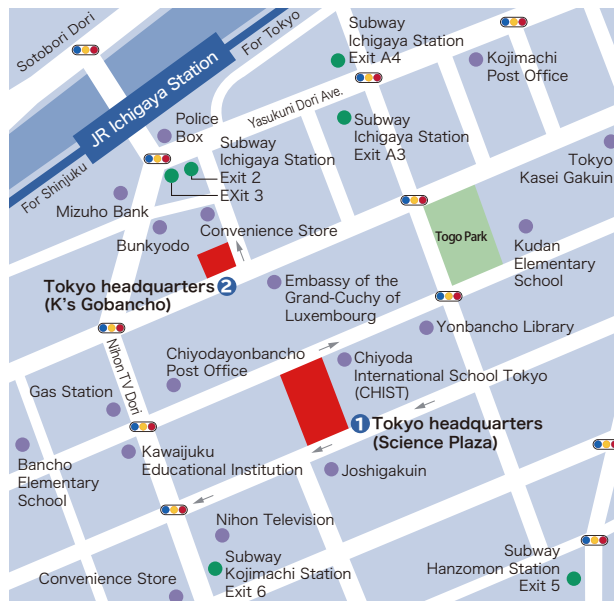 Sotobori Dori
JR Ichigaya Station
For Tokyo
For Shinjuku
Subway
Ichigaya Station
Exit A4
Kojimachi
Post Office
Yasukuni Dori Ave.
Police
Box
Subway
Ichigaya Station
Exit 2
EXit 3
Subway
Ichigaya Station
Exit A3
Tokyo
Kasei Gakuin
Mizuho Bank
Bunkyodo
Convenience Store
Togo Park
Kudan
Elementary
School
Tokyo headquarters 2
(K's Gobancho)
Embassy of the
Grand-Cuchy of
Luxembourg
Yonbancho Library
Nihon TV Dori
Chiyodayonbancho
Post Office
Chiyoda
International School Tokyo
(CHIST)
Gas Station
1 Tokyo headquarters
(Science Plaza)
Bancho
Elementary
School
Kawaijuku
Educational Institution
Joshigakuin
Nihon Television
Subway
Kojimachi Station
Exit 6
Convenience Store
Subway
Hanzomon Station
Exit 5